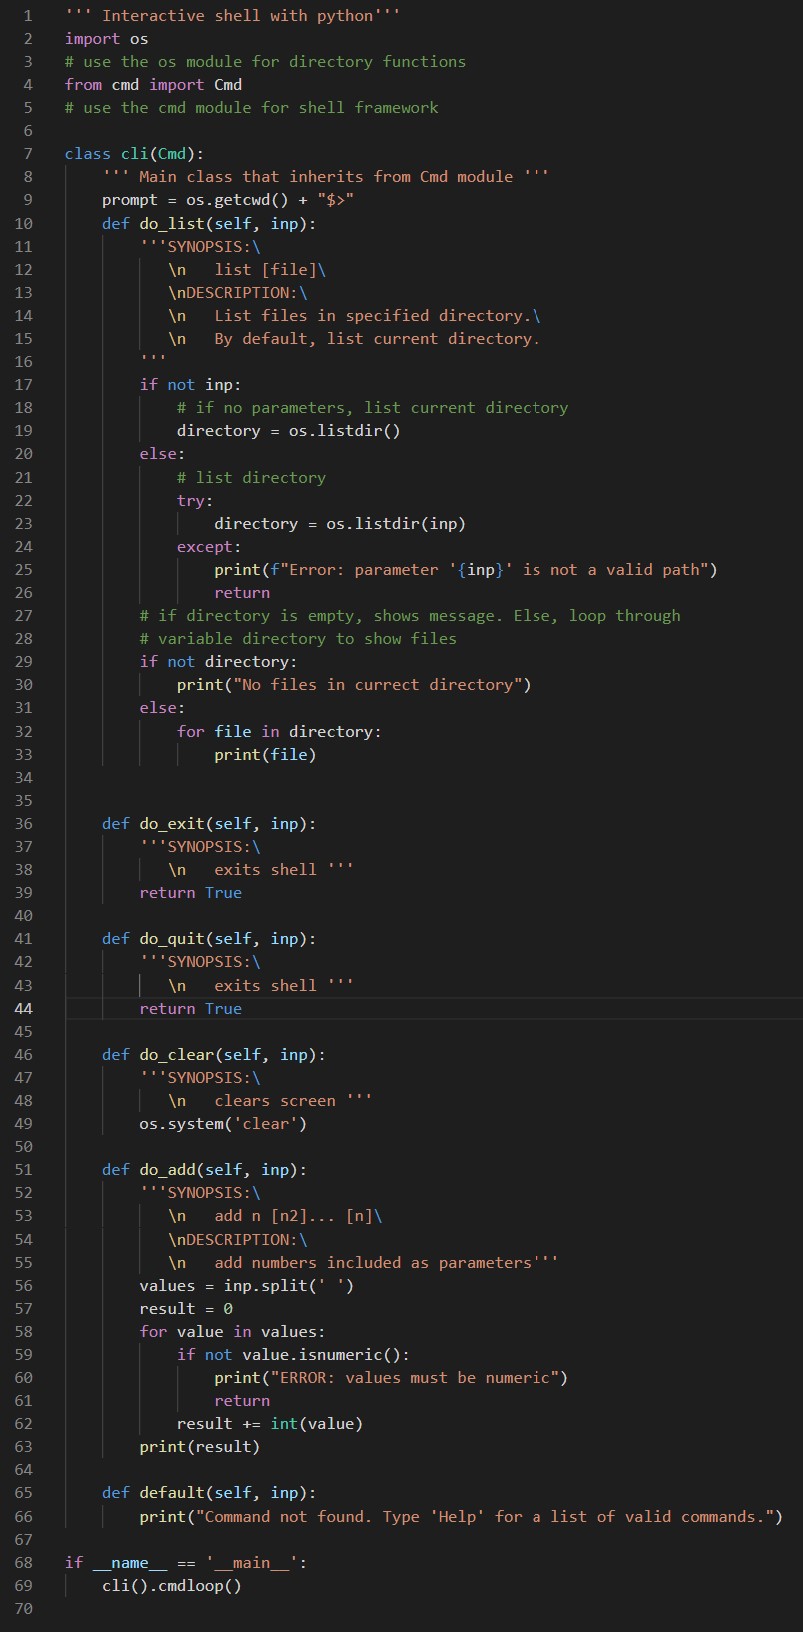 1 ''' Interactive shell with python'''
2 import os
3 # use the os module for directory functions
4 from cmd import Cmd
5 # use the cmd module for shell framework
6
7 class cli(Cmd):
8     ''' Main class that inherits from Cmd module '''
9     prompt = os.getcwd() + "$>"
10     def do_list(self, inp):
11         '''SYNOPSIS:\
12            \n   list [file]\
13            \nDESCRIPTION:\
14            \n   List files in specified directory.\
15            \n   By default, list current directory.
16         '''
17         if not inp:
18             # if no parameters, list current directory
19             directory = os.listdir()
20         else:
21             # list directory
22             try:
23                 directory = os.listdir(inp)
24             except:
25                 print(f"Error: parameter '{inp}' is not a valid path")
26                 return
27         # if directory is empty, shows message. Else, loop through
28         # variable directory to show files
29         if not directory:
30             print("No files in currect directory")
31         else:
32             for file in directory:
33                 print(file)
34
35
36     def do_exit(self, inp):
37         '''SYNOPSIS:\
38            \n   exits shell '''
39         return True
40
41     def do_quit(self, inp):
42         '''SYNOPSIS:\
43            \n   exits shell '''
44         return True
45
46     def do_clear(self, inp):
47         '''SYNOPSIS:\
48            \n   clears screen '''
49         os.system('clear')
50
51     def do_add(self, inp):
52         '''SYNOPSIS:\
53            \n   add n [n2]... [n]\
54            \nDESCRIPTION:\
55            \n   add numbers included as parameters'''
56         values = inp.split(' ')
57         result = 0
58         for value in values:
59             if not value.isnumeric():
60                 print("ERROR: values must be numeric")
61                 return
62             result += int(value)
63         print(result)
64
65     def default(self, inp):
66         print("Command not found. Type 'Help' for a list of valid commands.")
67
68 if __name__ == '__main__':
69     cli().cmdloop()
70